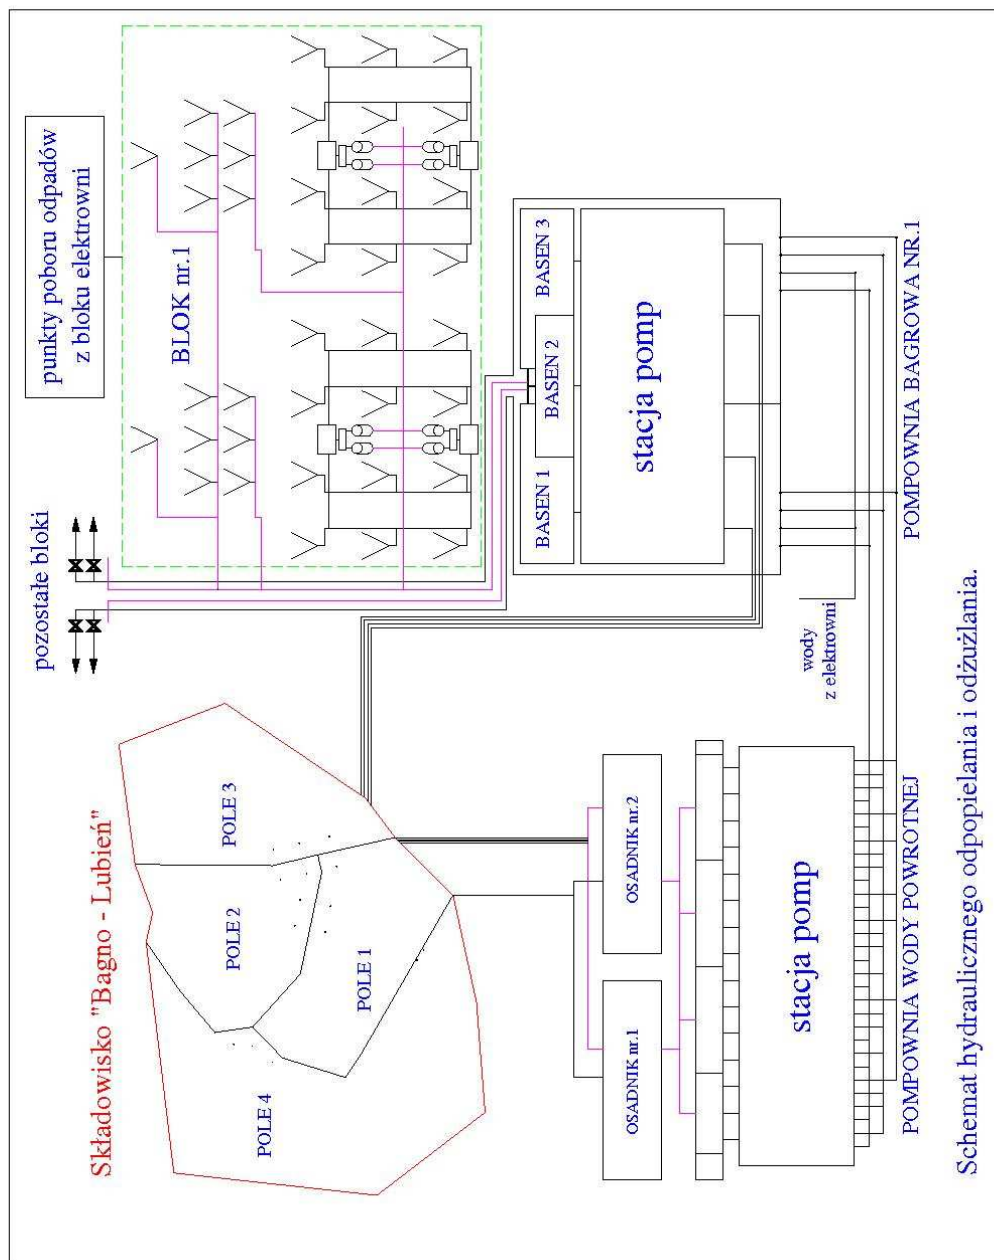 Składowisko "Bagno - Lubień"
POLE 1
POLE 2
POLE 3
POLE 4
pozostałe bloki
punkty poboru odpadów
z bloku elektrowni
BLOK nr.1
OSADNIK nr.1
OSADNIK nr.2
stacja pomp
POMPOWNIA WODY POWROTNEJ
wody
z elektrowni
BASEN 1
BASEN 2
BASEN 3
stacja pomp
POMPOWNIA BAGROWA NR.1
Schemat hydraulicznego odpopielania i odżużlania.